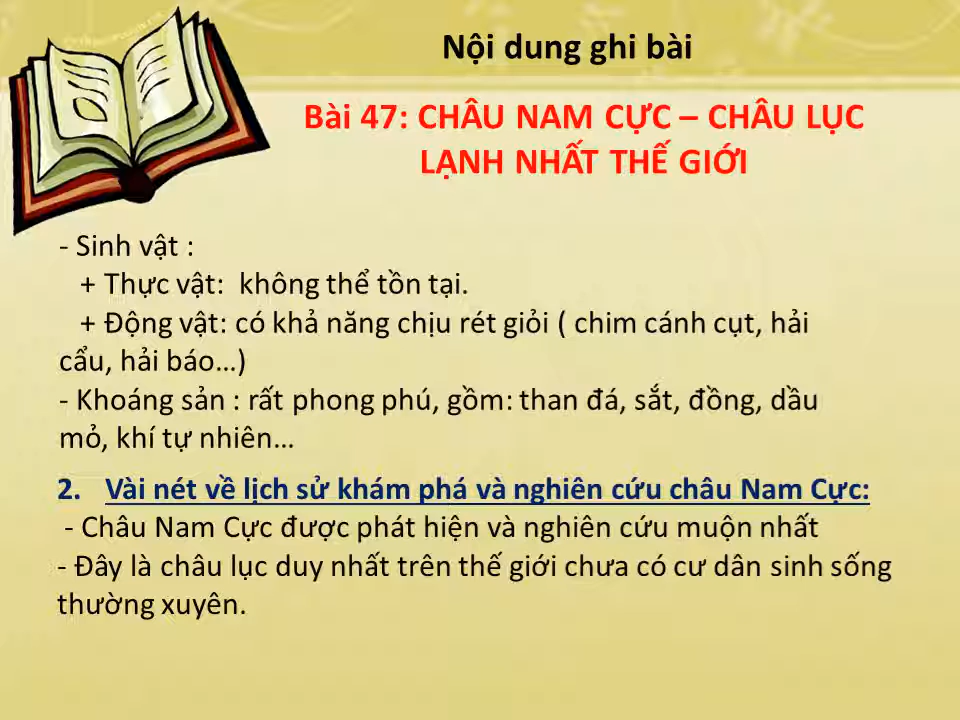 Nội dung ghi bài
Bài 47: CHÂU NAM CỰC – CHÂU LỤC
LẠNH NHẤT THẾ GIỚI
- Sinh vật :
+ Thực vật: không thể tồn tại.
+ Động vật: có khả năng chịu rét giỏi ( chim cánh cụt, hải
cẩu, hải báo…)
- Khoáng sản : rất phong phú, gồm: than đá, sắt, đồng, dầu
mỏ, khí tự nhiên…
2. Vài nét về lịch sử khám phá và nghiên cứu châu Nam Cực:
- Châu Nam Cực được phát hiện và nghiên cứu muộn nhất
- Đây là châu lục duy nhất trên thế giới chưa có cư dân sinh sống
thường xuyên.